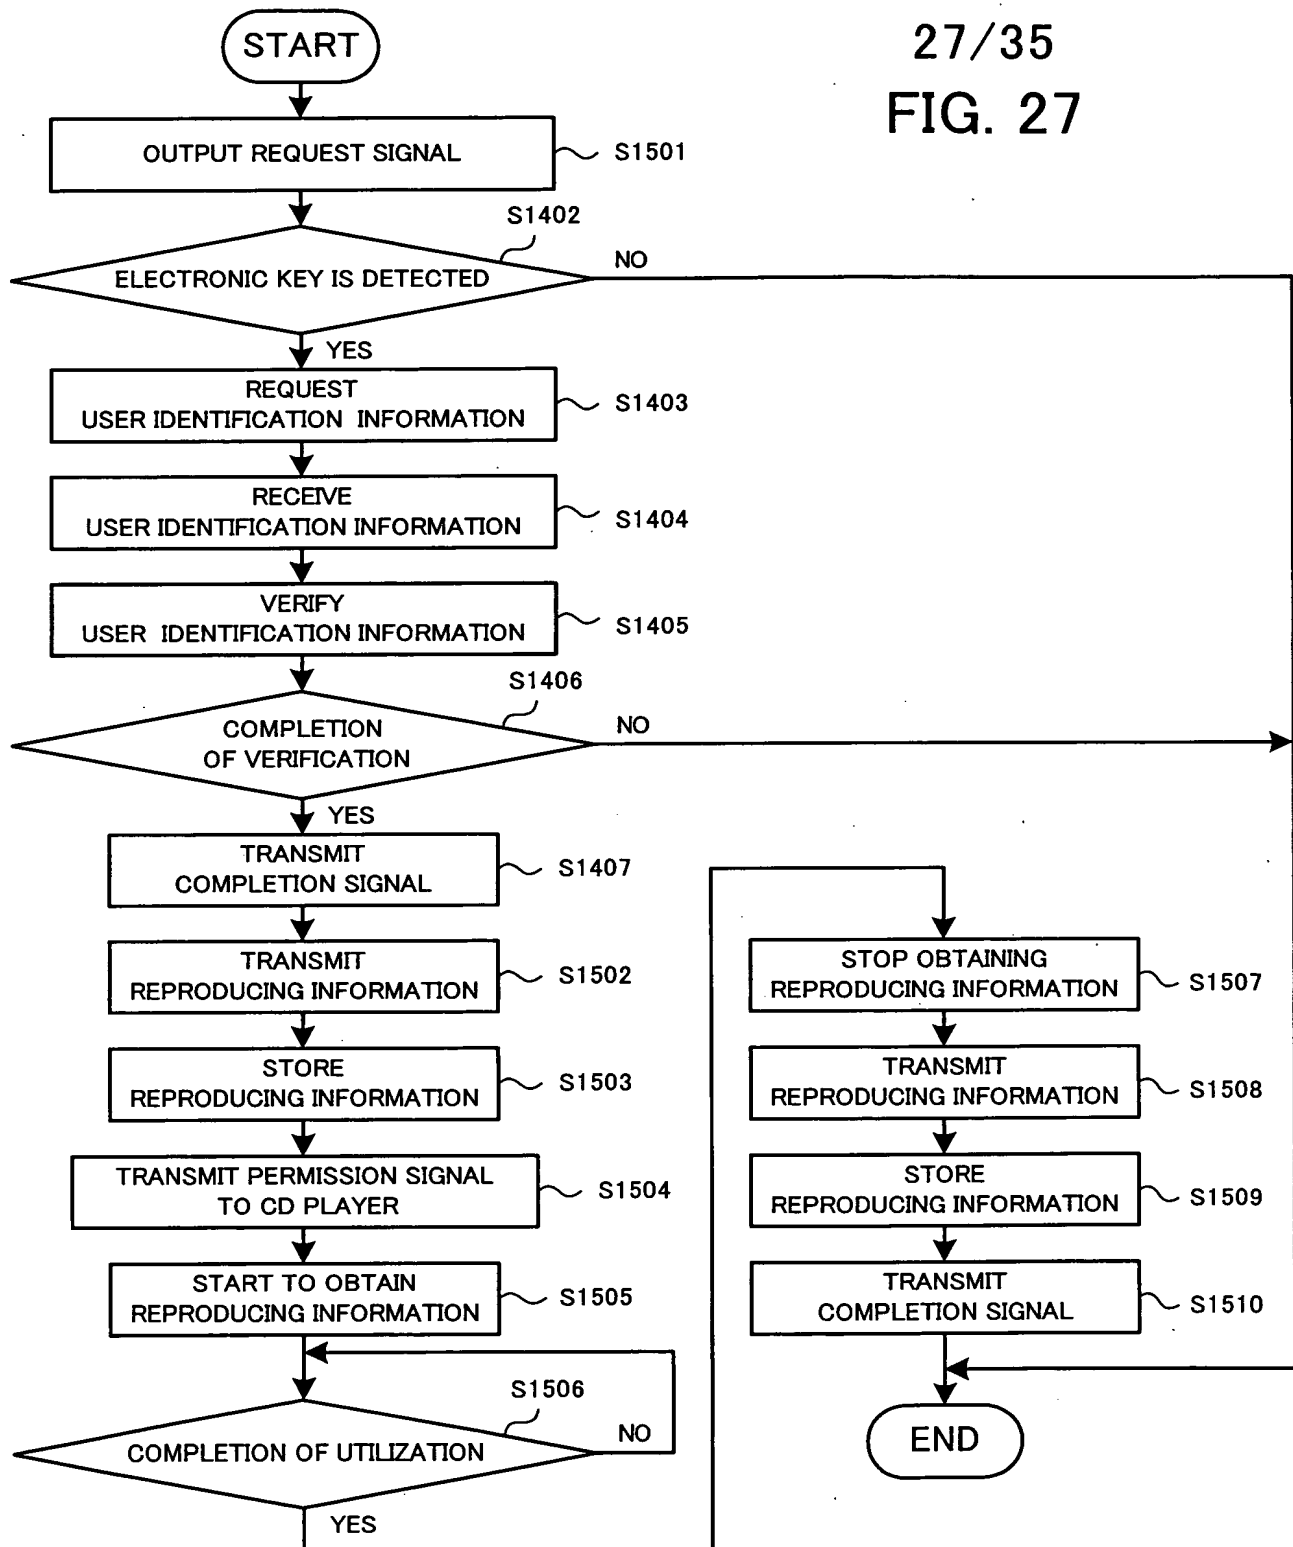 27/35
FIG. 27
START
OUTPUT REQUEST SIGNAL
S1501
S1402
ELECTRONIC KEY IS DETECTED
NO
YES
REQUEST
USER IDENTIFICATION INFORMATION
S1403
RECEIVE
USER IDENTIFICATION INFORMATION
S1404
VERIFY
USER IDENTIFICATION INFORMATION
S1405
S1406
COMPLETION
OF VERIFICATION
NO
YES
TRANSMIT
COMPLETION SIGNAL
S1407
TRANSMIT
REPRODUCING INFORMATION
S1502
STORE
REPRODUCING INFORMATION
S1503
TRANSMIT PERMISSION SIGNAL
TO CD PLAYER
S1504
START TO OBTAIN
REPRODUCING INFORMATION
S1505
S1506
COMPLETION OF UTILIZATION
NO
YES
STOP OBTAINING
REPRODUCING INFORMATION
S1507
TRANSMIT
REPRODUCING INFORMATION
S1508
STORE
REPRODUCING INFORMATION
S1509
TRANSMIT
COMPLETION SIGNAL
S1510
END